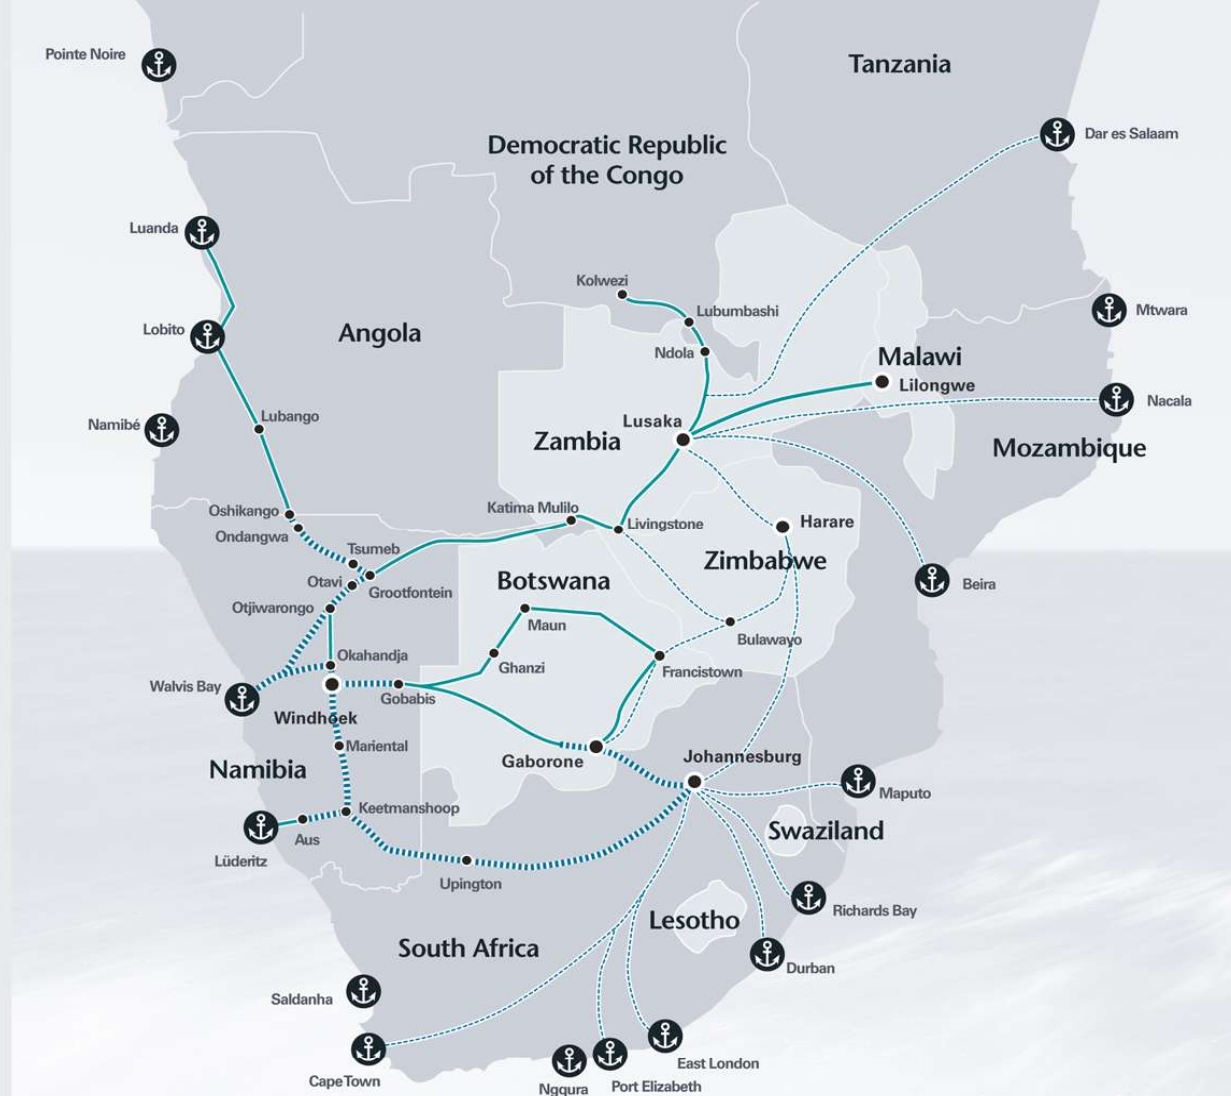 Pointe Noire
Tanzania
Dar es Salaam
Democratic Republic
of the Congo
Luanda
Kolwezi
Lubumbashi
Mtwara
Lobito
Angola
Ndola
Malawi
Lilongwe
Nacala
Namibé
Lubango
Lusaka
Zambia
Mozambique
Oshikango
Katima Mulilo
Livingstone
Harare
Ondangwa
Tsumeb
Zimbabwe
Otavi
Grootfontein
Botswana
Beira
Otjiwarongo
Maun
Bulawayo
Okahandja
Ghanzi
Francistown
Walvis Bay
Gobabis
Windhoek
Mariental
Gaborone
Johannesburg
Namibia
Maputo
Keetmanshoop
Swaziland
Aus
Lüderitz
Upington
Richards Bay
Lesotho
South Africa
Durban
Saldanha
East London
Cape Town
Port Elizabeth
Ngqura